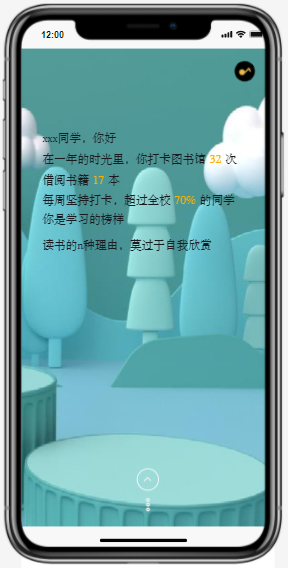 12:00
xxx同学，你好
在一年的时光里，你打卡图书馆 32 次
借阅书籍 17 本
每周坚持打卡，超过全校 70% 的同学
你是学习的榜样
读书的n种理由，莫过于自我欣赏